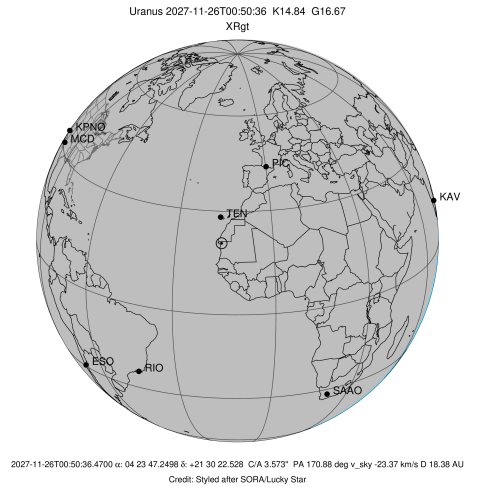 Uranus 2027-11-26T00:50:36 K14.84 G16.67
XRgt
KPNO
MCD
PIC
KAV
TEN
ESO
RIO
SAAO
2027-11-26T00:50:36.4700 α: 04 23 47.2498 δ: +21 30 22.528 C/A 3.573" PA 170.88 deg v_sky -23.37 km/s D 18.38 AU
Credit: Styled after SORA/Lucky Star